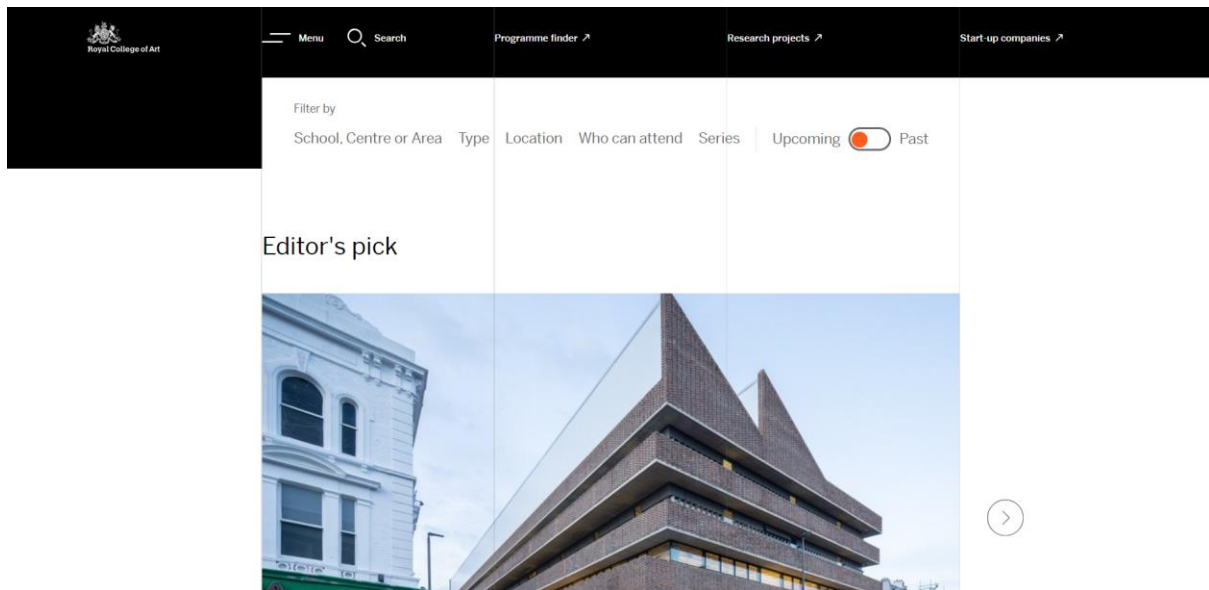 Royal College of Art
Menu Search Programme finder ↗ Research projects ↗ Start-up companies ↗
Filter by
School, Centre or Area Type Location Who can attend Series Upcoming Past
Editor's pick